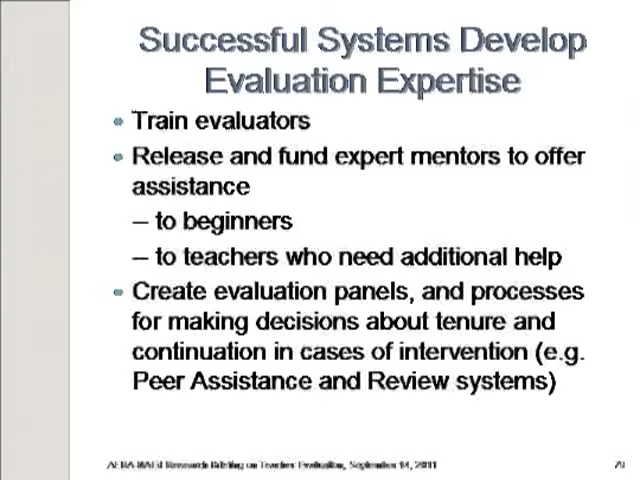 Successful Systems Develop
Evaluation Expertise
• Train evaluators
• Release and fund expert mentors to offer
assistance
– to beginners
– to teachers who need additional help
• Create evaluation panels, and processes
for making decisions about tenure and
continuation in cases of intervention (e.g.
Peer Assistance and Review systems)
Research Briefing on Teacher Evaluation, September 14, 2011